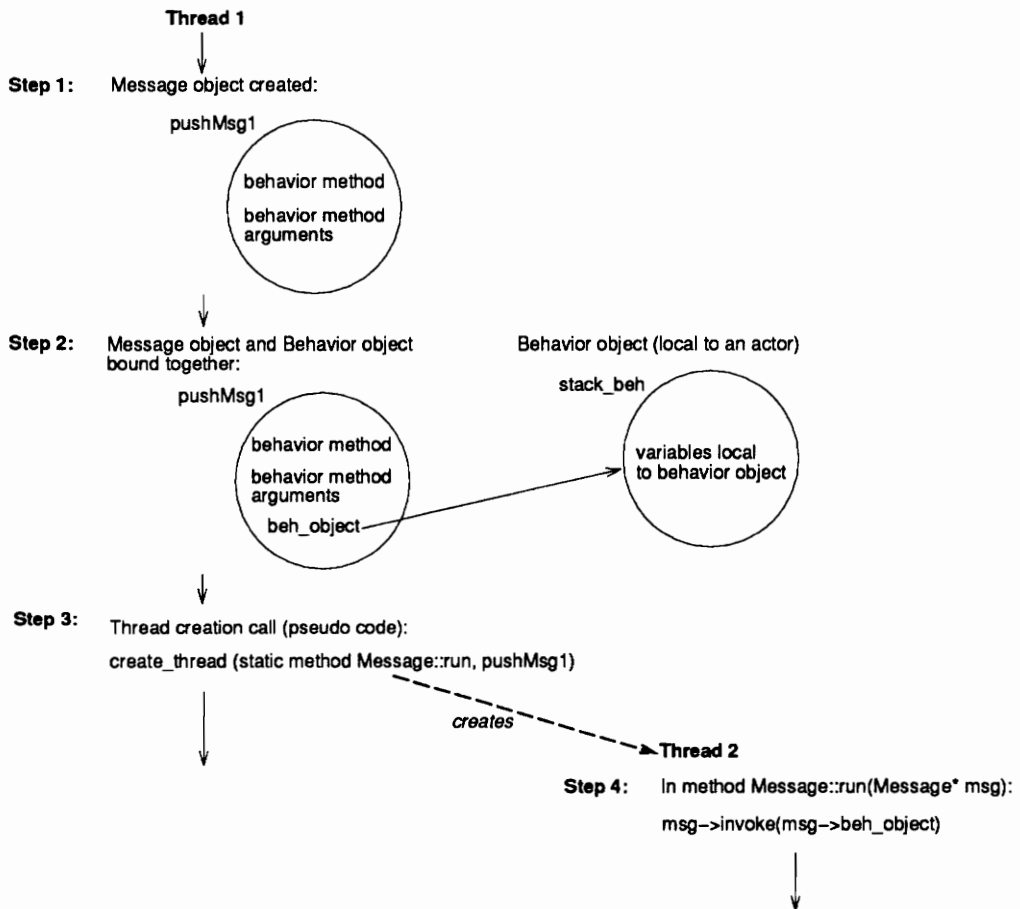 Thread 1
Step 1: Message object created:
pushMsg1
behavior method
behavior method
arguments
Step 2: Message object and Behavior object
bound together:
pushMsg1
behavior method
behavior method
arguments
beh_object
Behavior object (local to an actor)
stack_beh
variables local
to behavior object
Step 3: Thread creation call (pseudo code):
create_thread (static method Message::run, pushMsg1)
creates
Thread 2
Step 4: In method Message::run(Message* msg):
msg–>invoke(msg–>beh_object)